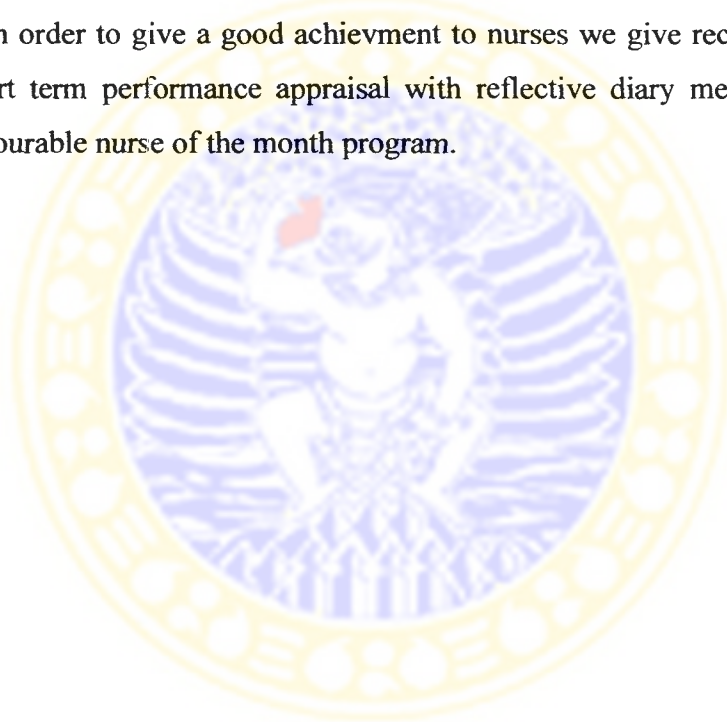 n order to give a good achievment to nurses we give rec
rt term performance appraisal with reflective diary me
ourable nurse of the month program.